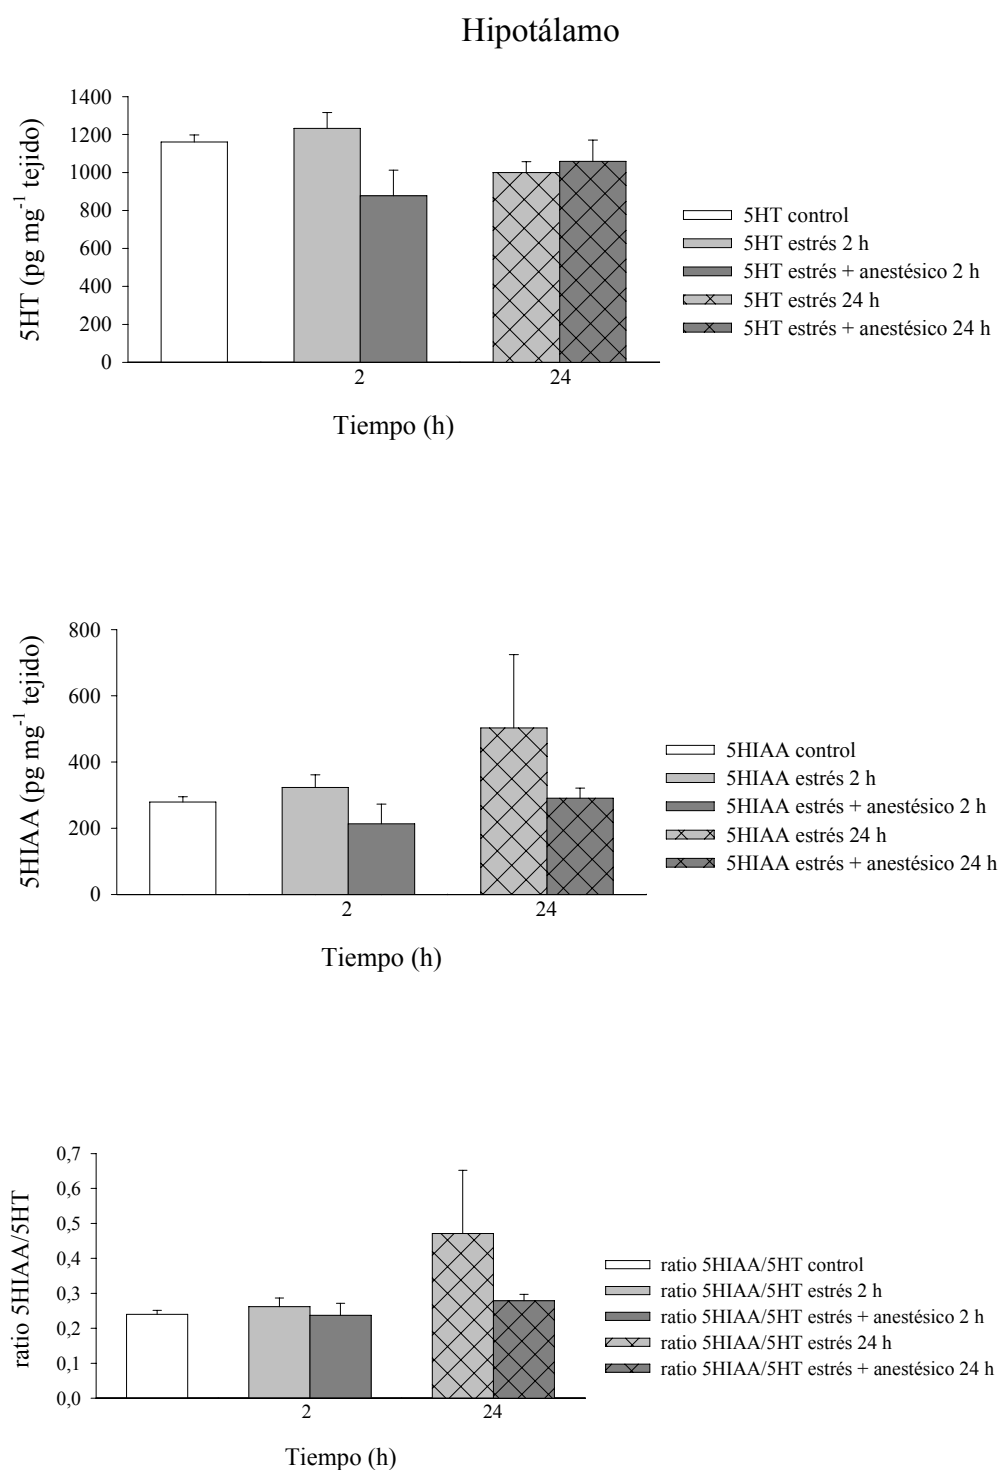 Hipotálamo
5HT (pg mg-1 tejido)
1400
1200
1000
800
600
400
200
0
2
24
Tiempo (h)
5HT control
5HT estrés 2 h
5HT estrés + anestésico 2 h
5HT estrés 24 h
5HT estrés + anestésico 24 h
5HIAA (pg mg-1 tejido)
800
600
400
200
0
2
24
Tiempo (h)
5HIAA control
5HIAA estrés 2 h
5HIAA estrés + anestésico 2 h
5HIAA estrés 24 h
5HIAA estrés + anestésico 24 h
ratio 5HIAA/5HT
0,7
0,6
0,5
0,4
0,3
0,2
0,1
0,0
2
24
Tiempo (h)
ratio 5HIAA/5HT control
ratio 5HIAA/5HT estrés 2 h
ratio 5HIAA/5HT estrés + anestésico 2 h
ratio 5HIAA/5HT estrés 24 h
ratio 5HIAA/5HT estrés + anestésico 24 h